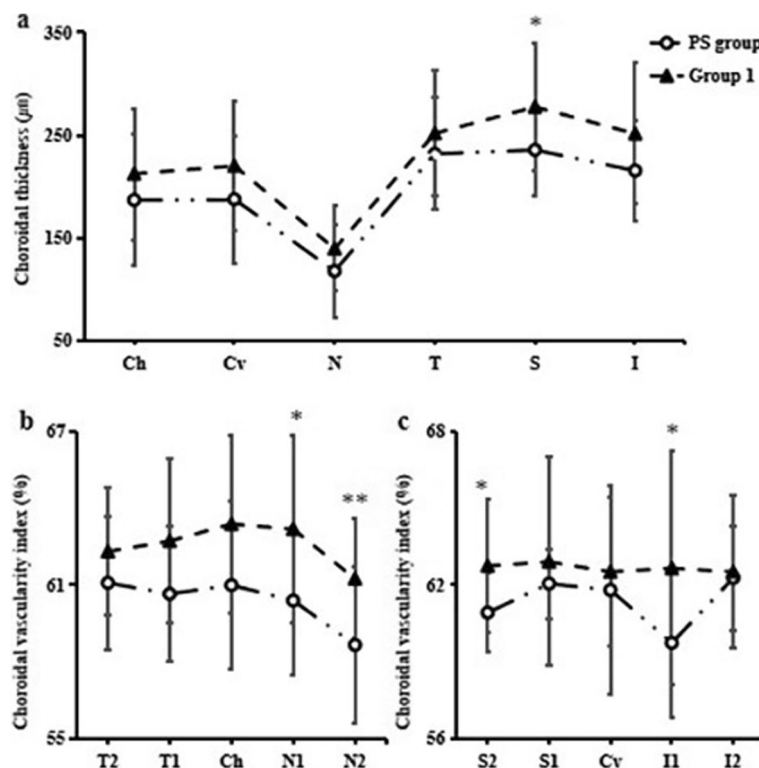 a
350
250
150
50
Choroidal thickness (μm)
*
PS group
Group 1
Ch Cv N T S I
b
67
61
55
Choroidal vascularity index (%)
*
**
T2 T1 Ch N1 N2
c
68
62
56
Choroidal vascularity index (%)
*
*
S2 S1 Cv I1 I2